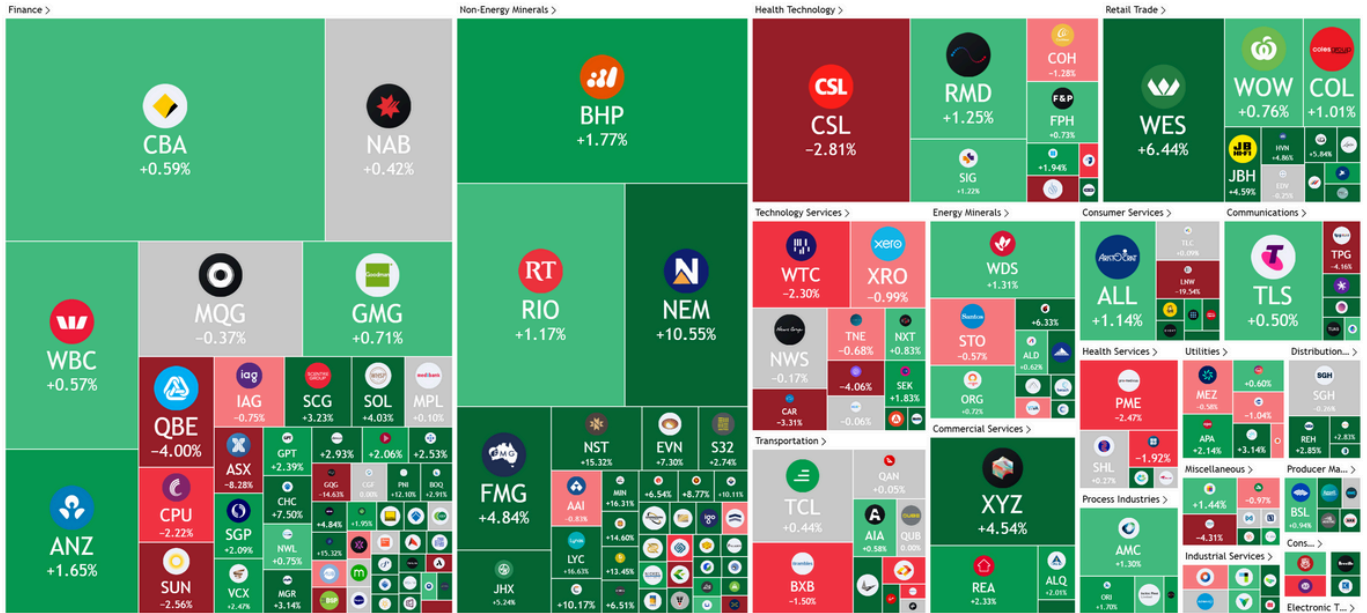 Finance >
CBA
+0.59%
NAB
+0.42%
WBC
+0.57%
MQG
−0.37%
GMG
+0.71%
ANZ
+1.65%
QBE
−4.00%
IAG
−0.75%
SCG
+3.23%
SOL
+4.03%
MPL
+0.10%
CPU
−2.22%
ASX
−8.28%
GPT
+2.39%
+2.93%
+2.06%
+2.53%
SUN
−2.56%
SGP
+2.09%
CHC
+7.50%
GQG
−14.63%
CGF
0.00%
PNI
+12.10%
BOQ
+2.91%
+4.84%
+1.95%
VCX
+2.47%
NWL
+0.75%
+15.32%
MGR
+3.14%
Non-Energy Minerals >
BHP
+1.77%
RIO
+1.17%
NEM
+10.55%
FMG
+4.84%
NST
+15.32%
EVN
+7.30%
S32
+2.74%
JHX
+5.24%
AAI
−0.83%
MIN
+16.31%
+6.54%
+8.77%
+10.11%
LYC
+16.63%
+14.60%
+13.45%
+10.17%
+6.51%
Health Technology >
CSL
−2.81%
RMD
+1.25%
SIG
+1.22%
COH
−1.28%
F&P
FPH
+0.73%
+1.94%
Retail Trade >
WES
+6.44%
WOW
+0.76%
coles group
COL
+1.01%
JB
HI-FI
JBH
+4.59%
HVN
+4.86%
+5.84%
−0.25%
Technology Services >
WTC
−2.30%
xero
XRO
−0.99%
News Corp
NWS
−0.17%
TNE
−0.68%
NXT
+0.83%
−4.06%
SEK
+1.83%
CAR
−3.31%
−0.06%
Energy Minerals >
WDS
+1.31%
Santos
STO
−0.57%
+6.33%
ALD
+0.62%
ORG
+0.72%
Consumer Services >
ARISTOCRAT
ALL
+1.14%
TLC
+0.09%
LNW
−19.54%
Communications >
TLS
+0.50%
TPG
−4.16%
Transportation >
TCL
+0.44%
QAN
+0.05%
AIA
+0.58%
QUB
0.00%
BXB
−1.50%
Commercial Services >
XYZ
+4.54%
REA
+2.33%
ALQ
+2.01%
Health Services >
PME
−2.47%
SHL
+0.27%
−1.92%
Utilities >
MEZ
−0.58%
+0.60%
−1.04%
APA
+2.14%
+3.14%
Distribution... >
SGH
SGH
−0.26%
REH
+2.85%
+2.83%
Process Industries >
AMC
+1.30%
ORI
+1.70%
Miscellaneous >
+1.44%
−0.97%
−4.31%
Producer Ma... >
BSL
+0.94%
Industrial Services >
Cons... >
Electronic T... >